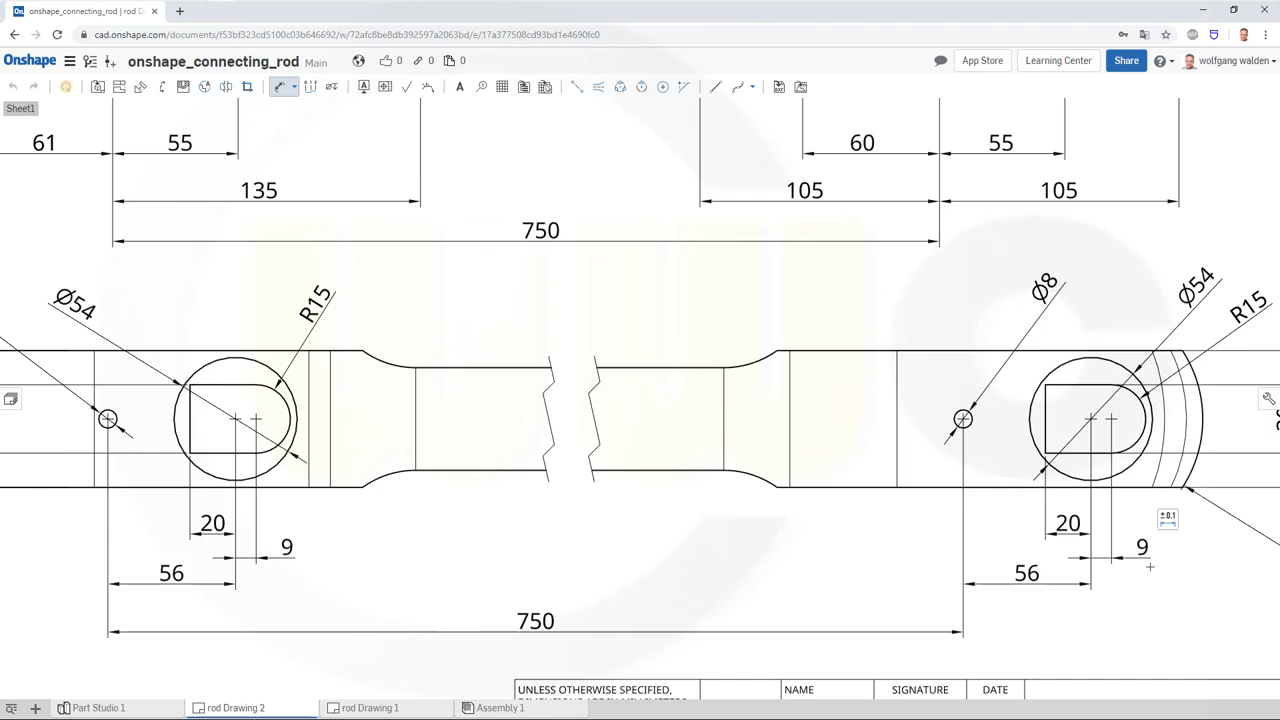 onshape_connecting_rod | rod D
cad.onshape.com/documents/f53bf323cd5100c03b646692/w/72afc8be8db392597a2063bd/e/17a377508cd93bd1e4690fc0
Onshape onshape_connecting_rod Main 0 0 0 App Store Learning Center Share wolfgang walden
Sheet1
61 55 60 55
135 105 105
750
Ø54 R15 Ø8 Ø54 R15
± 0.1
20 20
9 9
56 56
750
UNLESS OTHERWISE SPECIFIED, NAME SIGNATURE DATE
Part Studio 1 rod Drawing 2 rod Drawing 1 Assembly 1